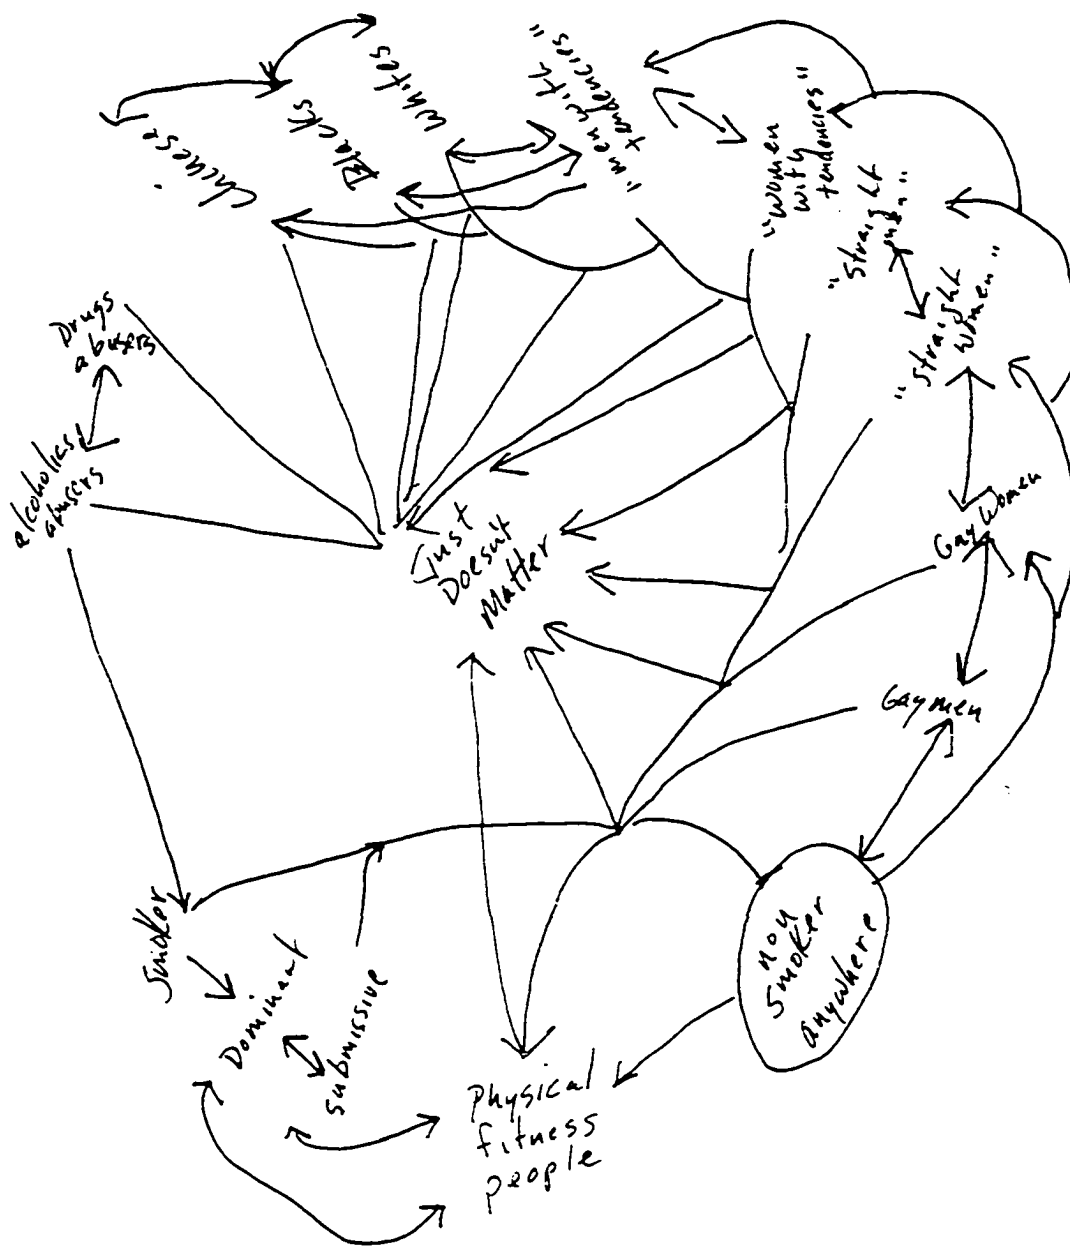 Whites
Blacks
Chinese
"men with
tendencies"
"women
with
tendencies"
"straight
men"
"straight
women"
Drugs
abusers
alcoholics
abusers
Just
Doesn't
Matter
Gay Women
Gay men
Smoker
Dominant
submissive
non
smoker
anywhere
Physical
fitness
people